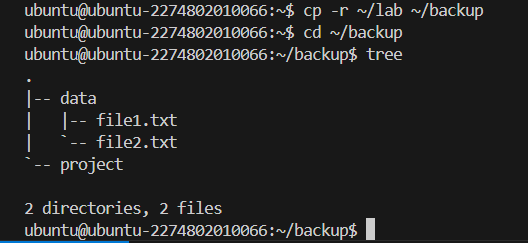 ubuntu@ubuntu-2274802010066:~$ cp -r ~/lab ~/backup
ubuntu@ubuntu-2274802010066:~$ cd ~/backup
ubuntu@ubuntu-2274802010066:~/backup$ tree
.
|-- data
|   |-- file1.txt
|   `-- file2.txt
`-- project

2 directories, 2 files
ubuntu@ubuntu-2274802010066:~/backup$